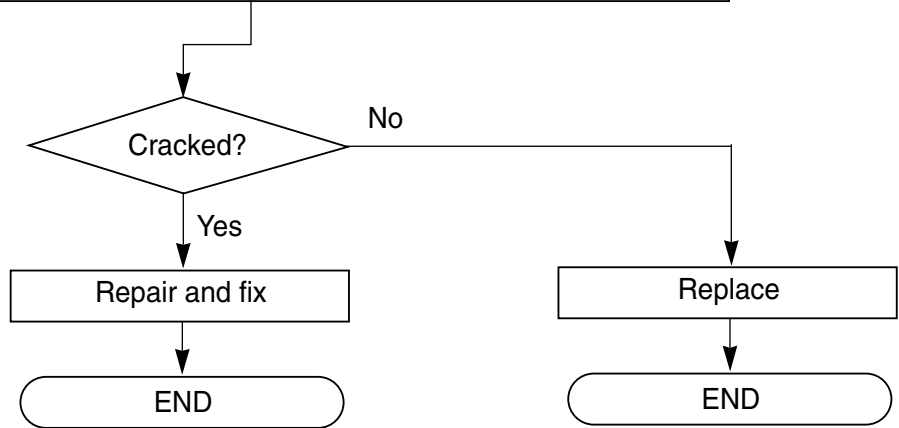 Cracked?
No
Yes
Repair and fix
Replace
END
END